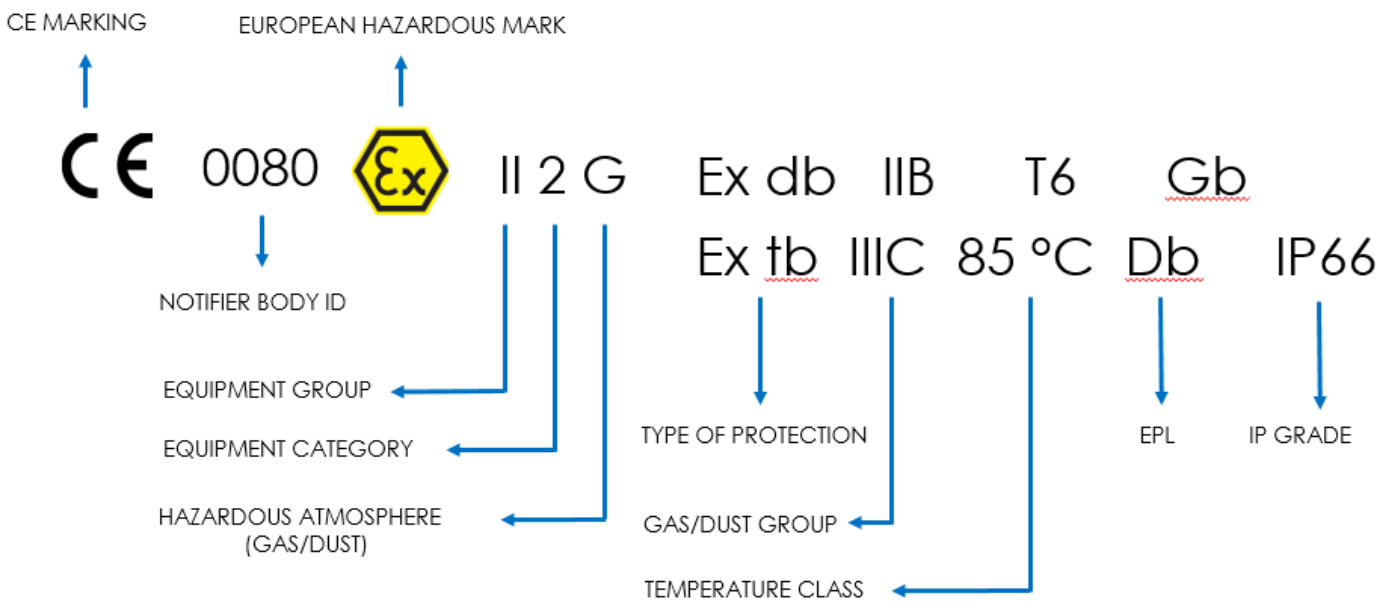 CE MARKING
EUROPEAN HAZARDOUS MARK
CE 0080 Ex II 2 G Ex db IIB T6 Gb
Ex tb IIIC 85 °C Db IP66
NOTIFIER BODY ID
EQUIPMENT GROUP
EQUIPMENT CATEGORY
HAZARDOUS ATMOSPHERE
(GAS/DUST)
TYPE OF PROTECTION
EPL
IP GRADE
GAS/DUST GROUP
TEMPERATURE CLASS